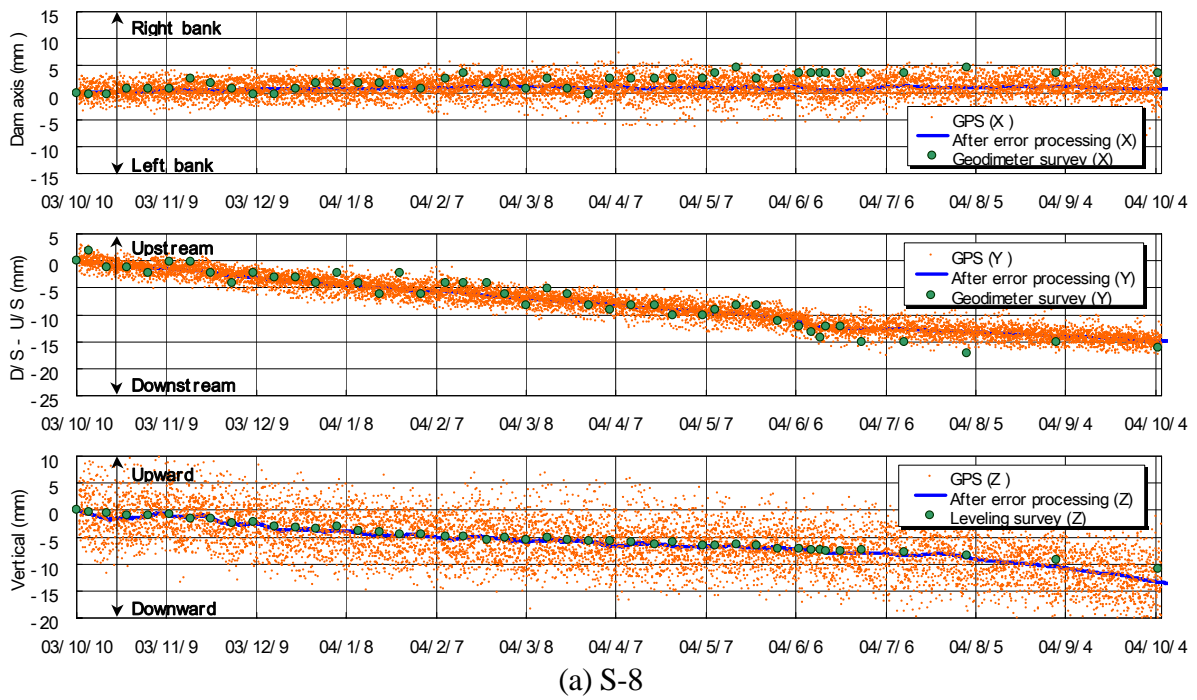 15
Right bank
10
5
0
- 5
- 10
Left bank
- 15
Dam axis (mm )
GPS (X )
After error processing (X)
Geodimeter survey (X)
03/ 10/ 10 03/ 11/ 9 03/ 12/ 9 04/ 1/ 8 04/ 2/ 7 04/ 3/ 8 04/ 4/ 7 04/ 5/ 7 04/ 6/ 6 04/ 7/ 6 04/ 8/ 5 04/ 9/ 4 04/ 10/ 4
5
Upstream
0
- 5
- 10
- 15
- 20
Downstream
- 25
D/ S - U/ S (mm)
GPS (Y )
After error processing (Y)
Geodimeter survey (Y)
03/ 10/ 10 03/ 11/ 9 03/ 12/ 9 04/ 1/ 8 04/ 2/ 7 04/ 3/ 8 04/ 4/ 7 04/ 5/ 7 04/ 6/ 6 04/ 7/ 6 04/ 8/ 5 04/ 9/ 4 04/ 10/ 4
10
Upward
5
0
- 5
- 10
- 15
Downward
- 20
Vertical (mm)
GPS (Z )
After error processing (Z)
Leveling survey (Z)
03/ 10/ 10 03/ 11/ 9 03/ 12/ 9 04/ 1/ 8 04/ 2/ 7 04/ 3/ 8 04/ 4/ 7 04/ 5/ 7 04/ 6/ 6 04/ 7/ 6 04/ 8/ 5 04/ 9/ 4 04/ 10/ 4
(a) S-8